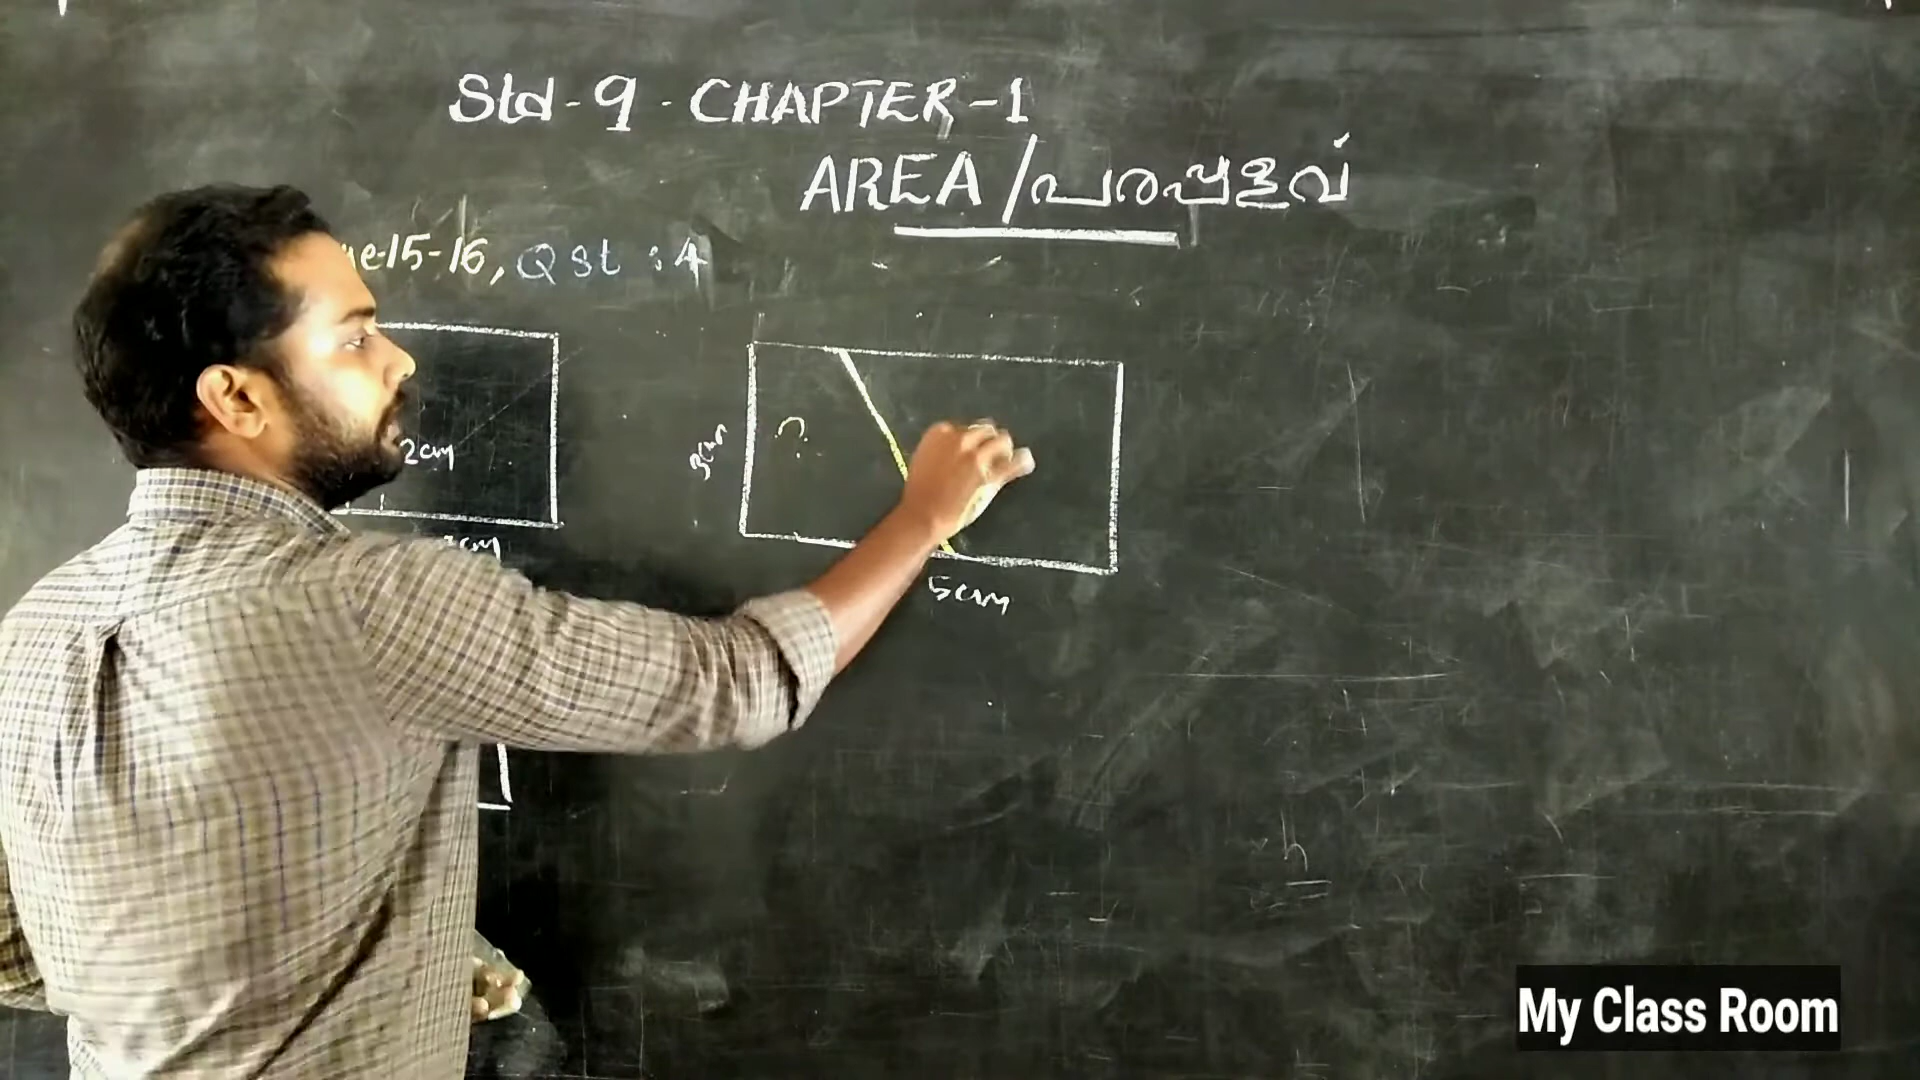 Std - 9 - CHAPTER - 1
AREA / പരപ്പളവ്
15-16, Qst : 4
2cm
3cm
?
5cm
My Class Room